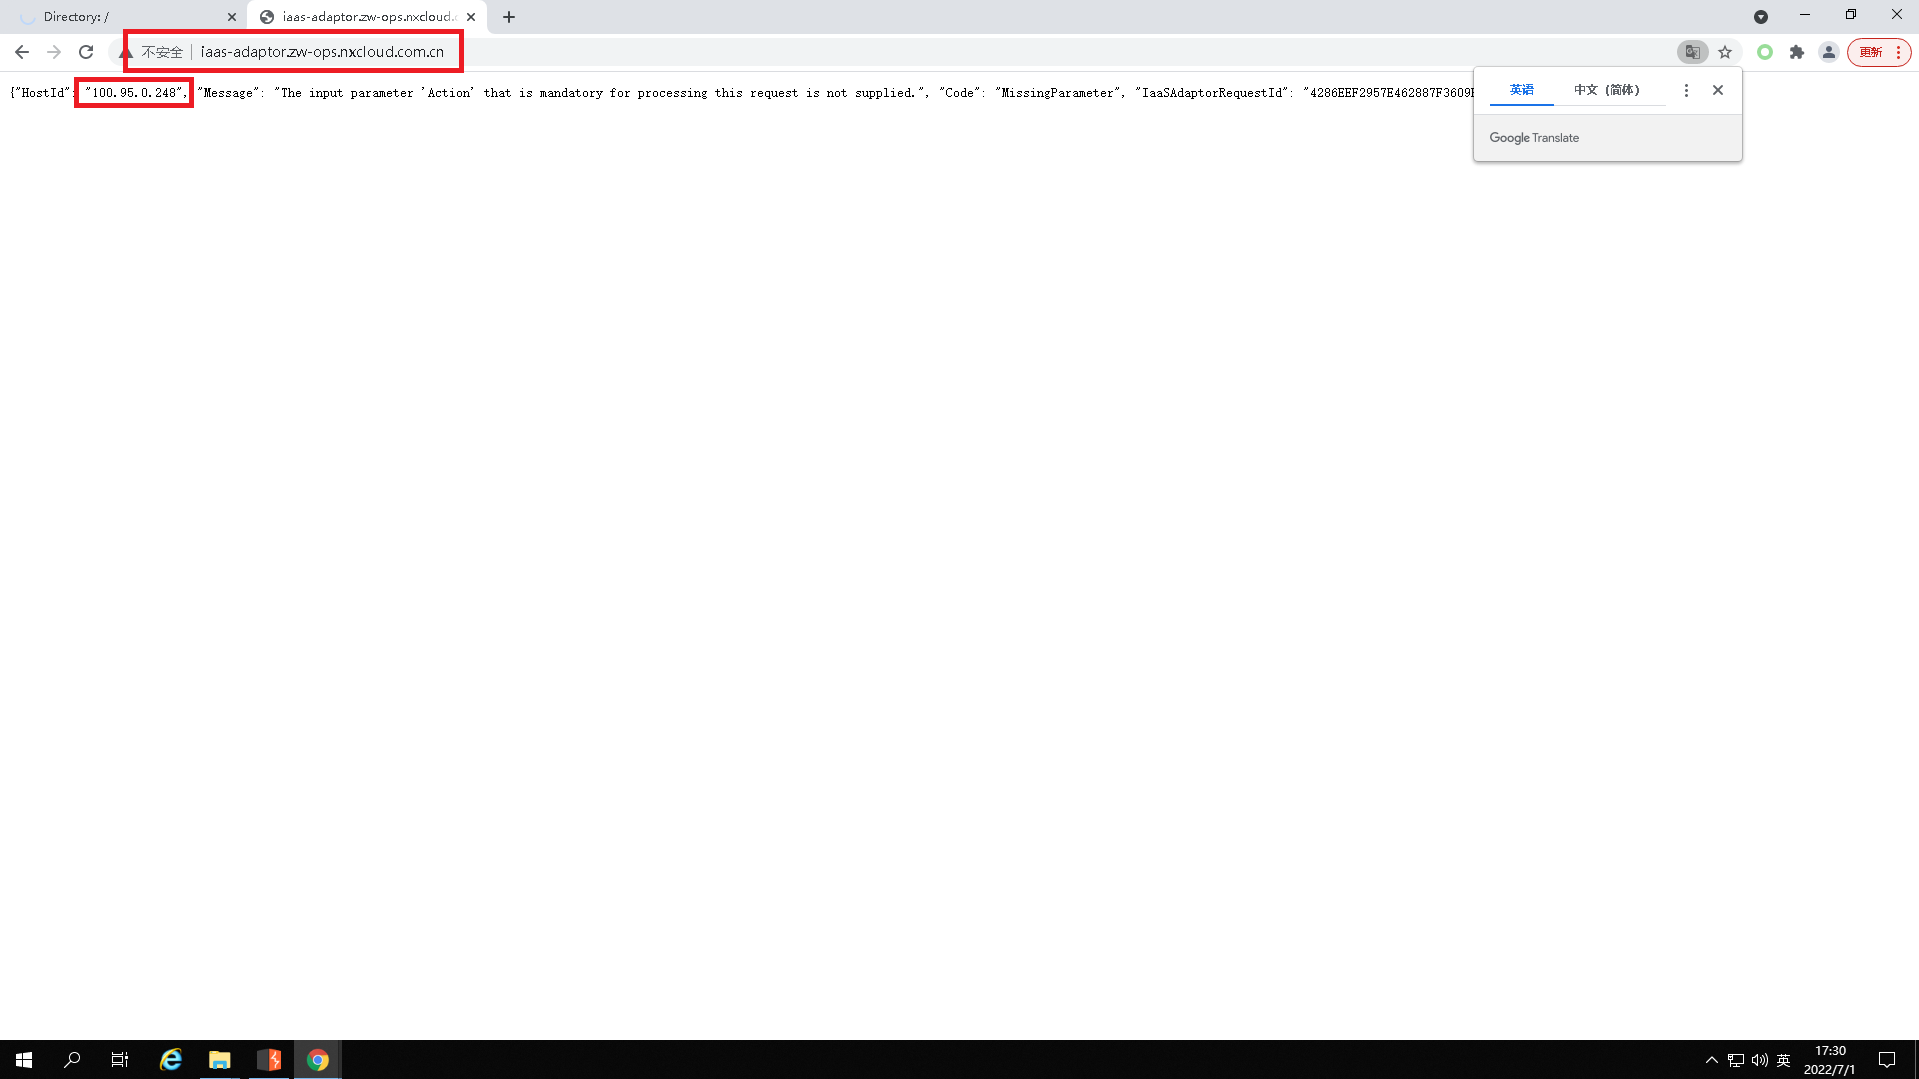 Directory: /
iaas-adaptor.zw-ops.nxcloud.c
不安全 | iaas-adaptor.zw-ops.nxcloud.com.cn
更新
{"HostId": "100.95.0.248", "Message": "The input parameter 'Action' that is mandatory for processing this request is not supplied.", "Code": "MissingParameter", "IaaSAdaptorRequestId": "4286EEF2957E462887F3609
英语
中文（简体）
Google Translate
英
17:30
2022/7/1